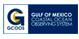 GCOOS
GULF OF MEXICO
COASTAL OCEAN
OBSERVING SYSTEM